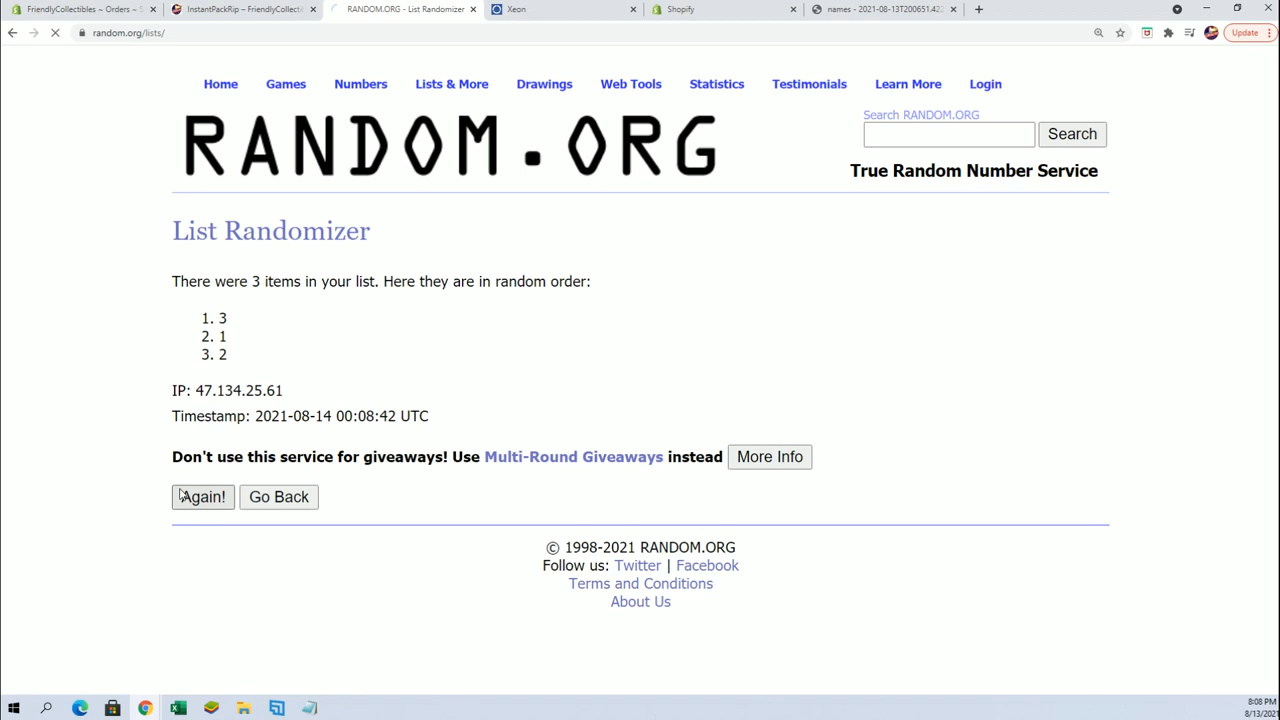 FriendlyCollectibles ~ Orders ~ S
InstantPackRip – FriendlyCollecti
RANDOM.ORG - List Randomizer
Xeon
Shopify
names - 2021-08-13T200651.422
random.org/lists/
Update
Home Games Numbers Lists & More Drawings Web Tools Statistics Testimonials Learn More Login
RANDOM.ORG
Search RANDOM.ORG
Search
True Random Number Service
List Randomizer
There were 3 items in your list. Here they are in random order:
1. 3
2. 1
3. 2
IP: 47.134.25.61
Timestamp: 2021-08-14 00:08:42 UTC
Don't use this service for giveaways! Use Multi-Round Giveaways instead More Info
Again! Go Back
© 1998-2021 RANDOM.ORG
Follow us: Twitter | Facebook
Terms and Conditions
About Us
8:08 PM
8/13/2021